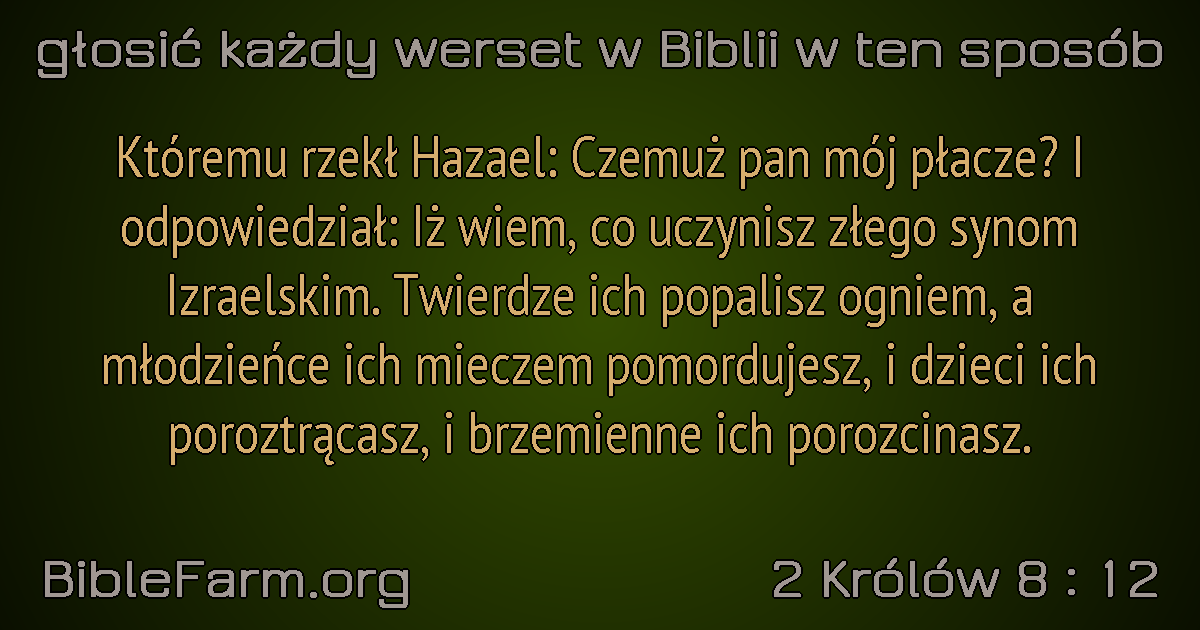 głosić każdy werset w Biblii w ten sposób
Któremu rzekł Hazael: Czemuż pan mój płacze? I
odpowiedział: Iż wiem, co uczynisz złego synom
Izraelskim. Twierdze ich popalisz ogniem, a
młodzieńce ich mieczem pomordujesz, i dzieci ich
poroztrącasz, i brzemienne ich porozcinasz.
BibleFarm.org
2 Królów 8 : 12